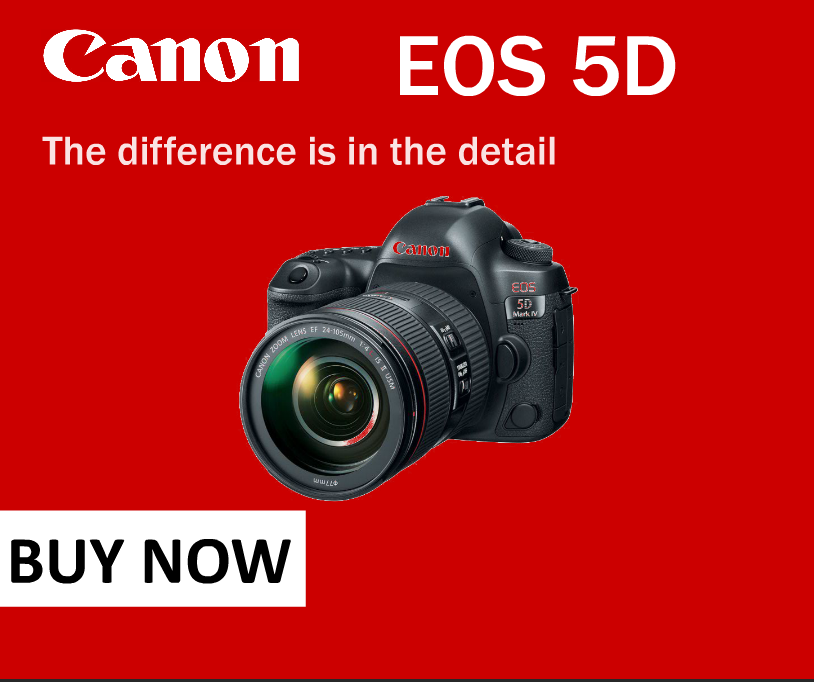 Canon EOS 5D
The difference is in the detail
Canon
EOS
5D
Mark IV
CANON ZOOM LENS EF 24-105mm 1:4 L IS II USM
Φ77mm
BUY NOW